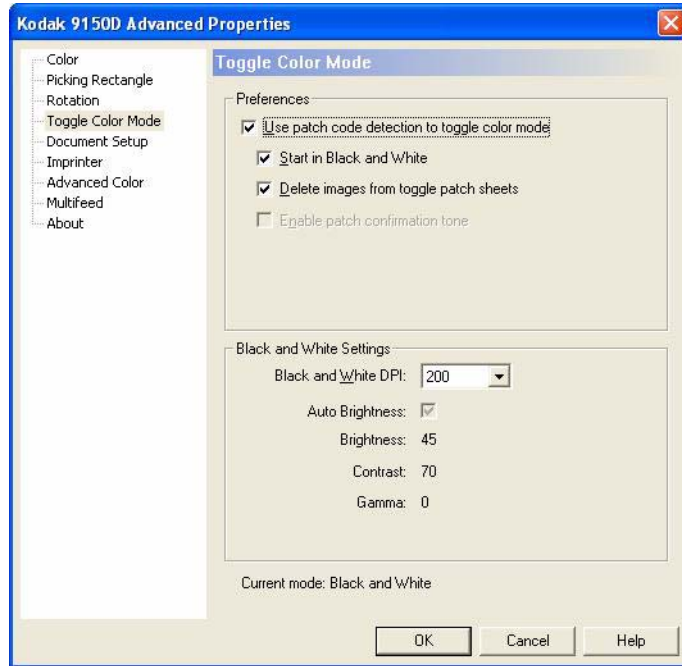 Kodak 9150D Advanced Properties
Color
Picking Rectangle
Rotation
Toggle Color Mode
Document Setup
Imprinter
Advanced Color
Multifeed
About
Toggle Color Mode
Preferences
Use patch code detection to toggle color mode
Start in Black and White
Delete images from toggle patch sheets
Enable patch confirmation tone
Black and White Settings
Black and White DPI: 200
Auto Brightness:
Brightness: 45
Contrast: 70
Gamma: 0
Current mode: Black and White
OK Cancel Help